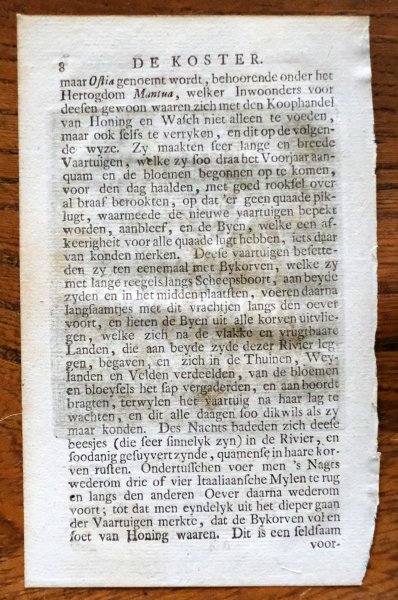 8 DE KOSTER.
maar Ostia genoemt wordt, behoorende onder het
Hertogdom Mantua, welker Inwoonders voor
deesen gewoon waaren zich met den Koophandel
van Honing en Wasch niet alleen te voeden,
maar ook selfs te verryken, en dit op de volgen-
de wyze. Zy maakten seer lange en breede
Vaartuigen, welke zy soo draa het Voorjaar aan-
quam en de bloemen begonnen op te komen,
voor den dag haalden, met goed rooksel over
al braaf berookten, op dat 'er geen quaade pik-
lugt, waarmeede de nieuwe vaartuigen bepekt
worden, aanbleef, en de Byen, welke een af-
keerigheid voor alle quaade lugt hebben, iets daar
van konden merken. Deese vaartuigen besette-
den zy ten eenemaal met Bykorven, welke zy
met lange reegels langs Scheepsboort, aan beyde
zyden en in het midden plaatsten, voeren daarna
langsaamtjes met dit vrachtjen langs den oever
voort, en lieten de Byen uit alle korven uitvlie-
gen, welke zich na de vlakke en vrugtbaare
Landen, die aan beyde zyde dezer Rivier leg-
gen, begaven, en zich in de Thuinen, Wey-
landen en Velden verdeelden, van de bloemen
en bloeysels het sap vergaderden, en aan boordt
bragten, terwylen het vaartuig na haar lag te
wachten, en dit alle daagen soo dikwils als zy
maar konden. Des Nachts badeden zich deese
beesjes (die seer sinnelyk zyn) in de Rivier, en
soodanig gesuyvert zynde, quamense in haare kor-
ven rusten. Ondertusschen voer men 's Nagts
wederom drie of vier Itaaliaansche Mylen te rug
en langs den anderen Oever daarna wederom
voort; tot dat men eyndelyk uit het dieper gaan
der Vaartuigen merkte, dat de Bykorven vol en
soet van Honing waaren. Dit is een seldsaam
voor-